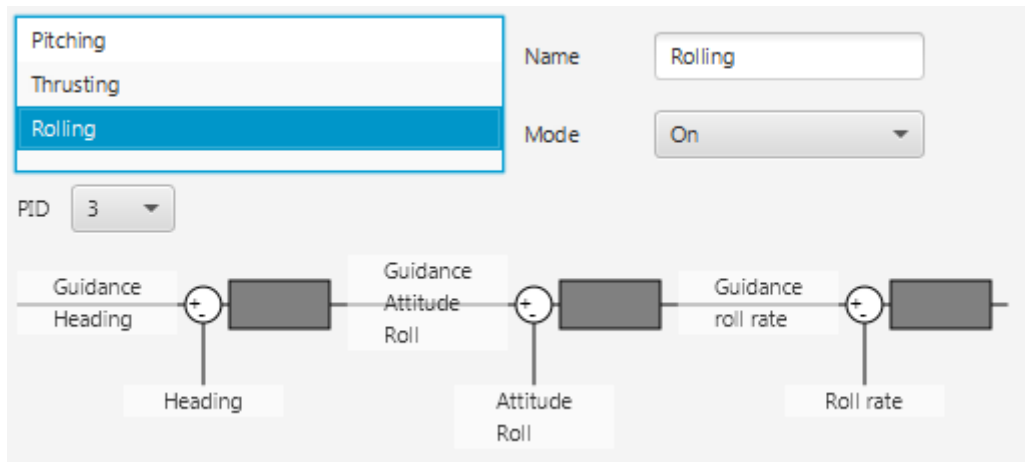 Pitching
Thrusting
Rolling
Name
Rolling
Mode
On
PID
3
Guidance
Heading
+
-
Heading
Guidance
Attitude
Roll
+
-
Attitude
Roll
Guidance
roll rate
+
-
Roll rate